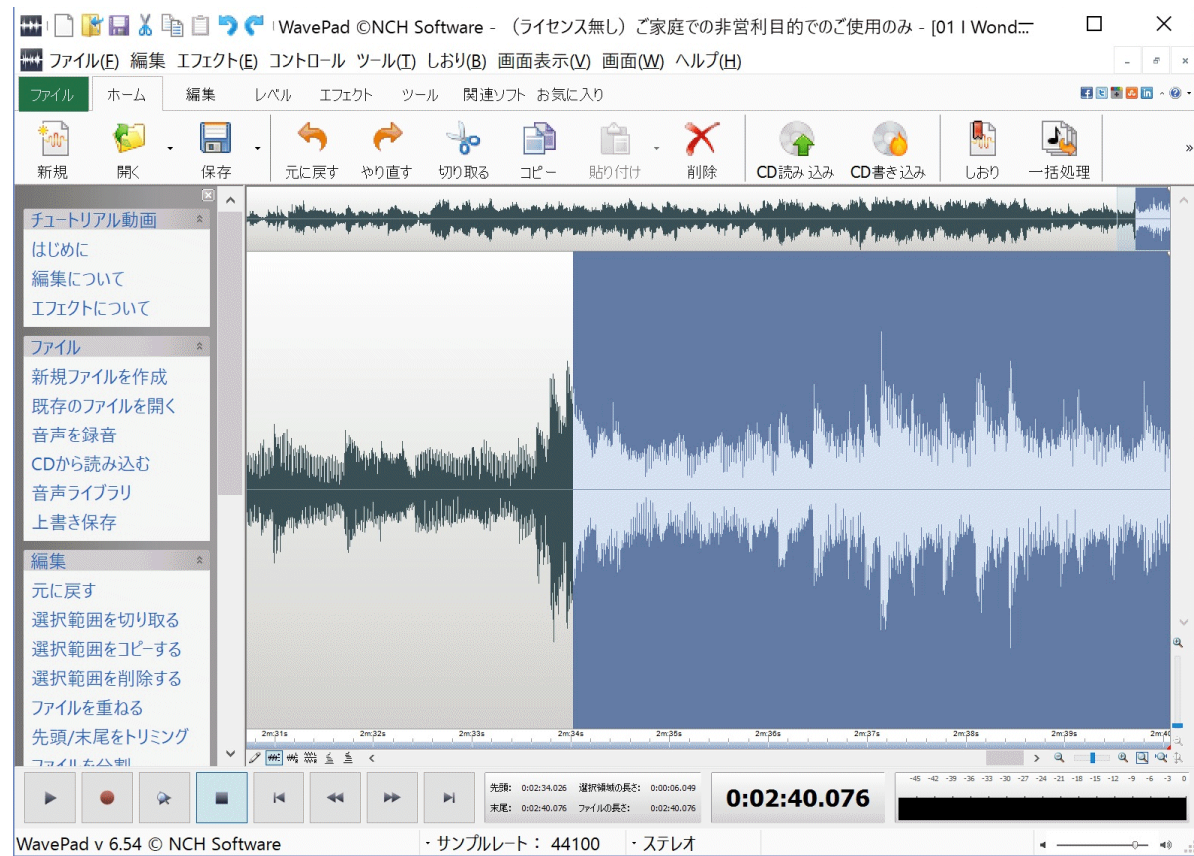 WavePad ©NCH Software - （ライセンス無し）ご家庭での非営利目的でのご使用のみ - [01 I Wond...
ファイル(F) 編集 エフェクト(E) コントロール ツール(T) しおり(B) 画面表示(V) 画面(W) ヘルプ(H)
ファイル ホーム 編集 レベル エフェクト ツール 関連ソフト お気に入り
新規 開く 保存 元に戻す やり直す 切り取る コピー 貼り付け 削除 CD読み込み CD書き込み しおり 一括処理
チュートリアル動画
はじめに
編集について
エフェクトについて
ファイル
新規ファイルを作成
既存のファイルを開く
音声を録音
CDから読み込む
音声ライブラリ
上書き保存
編集
元に戻す
選択範囲を切り取る
選択範囲をコピーする
選択範囲を削除する
ファイルを重ねる
先頭/末尾をトリミング
ファイルを分割
2m;31s 2m;32s 2m;33s 2m;34s 2m;35s 2m;36s 2m;37s 2m;38s 2m;39s 2m;40
先頭: 0:02:34.026 選択領域の長さ: 0:00:06.049
末尾: 0:02:40.076 ファイルの長さ: 0:02:40.076
0:02:40.076
-45 -42 -39 -36 -33 -30 -27 -24 -21 -18 -15 -12 -9 -6 -3 0
WavePad v 6.54 © NCH Software
サンプルレート： 44100
ステレオ